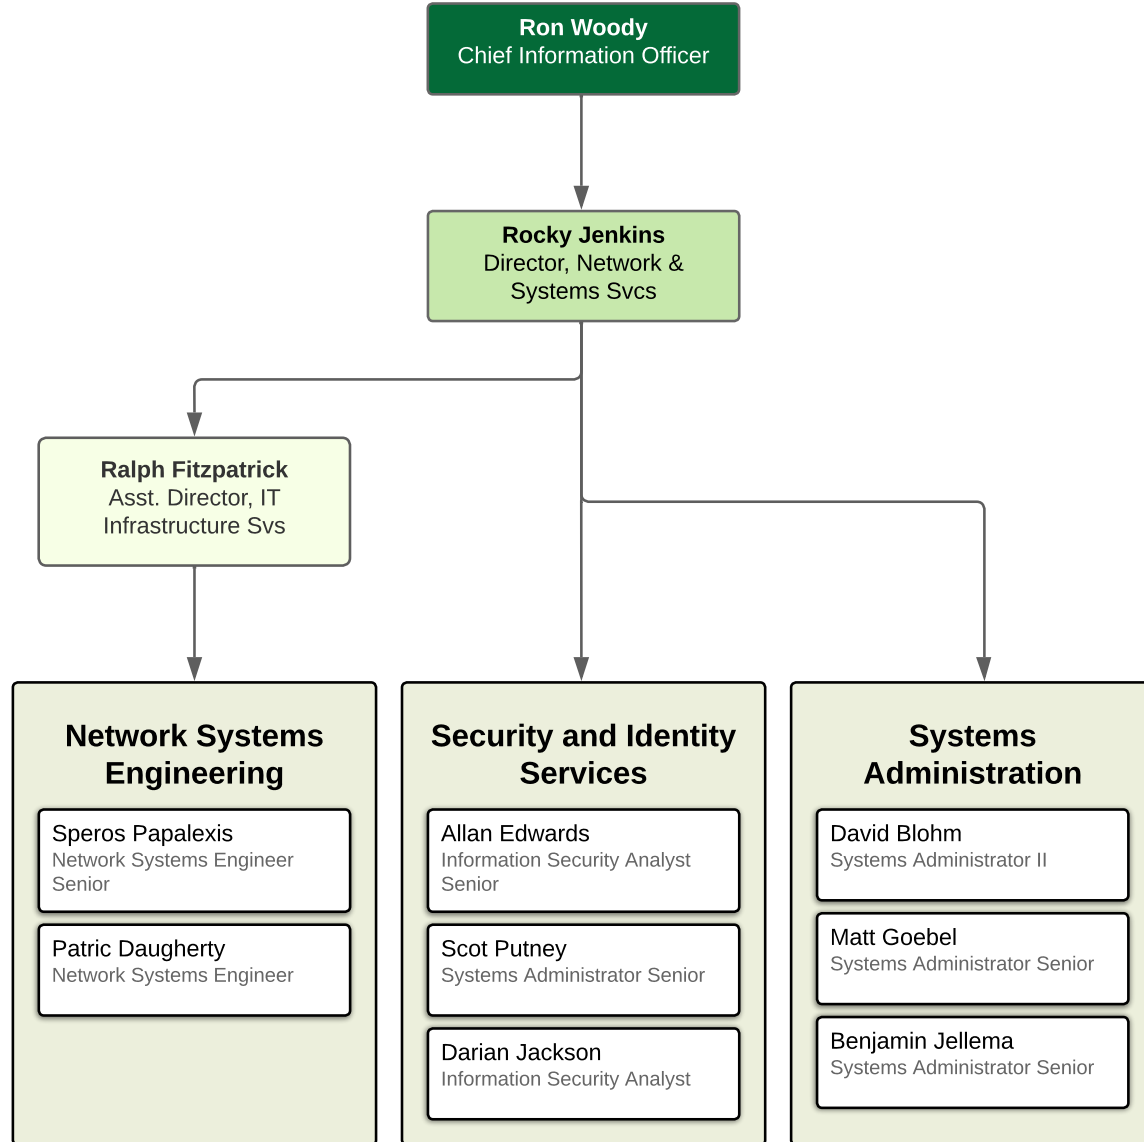 Ron Woody
Chief Information Officer
Rocky Jenkins
Director, Network &
Systems Svcs
Ralph Fitzpatrick
Asst. Director, IT
Infrastructure Svs
Network Systems
Engineering
Speros Papalexis
Network Systems Engineer
Senior
Patric Daugherty
Network Systems Engineer
Security and Identity
Services
Allan Edwards
Information Security Analyst
Senior
Scot Putney
Systems Administrator Senior
Darian Jackson
Information Security Analyst
Systems
Administration
David Blohm
Systems Administrator II
Matt Goebel
Systems Administrator Senior
Benjamin Jellema
Systems Administrator Senior